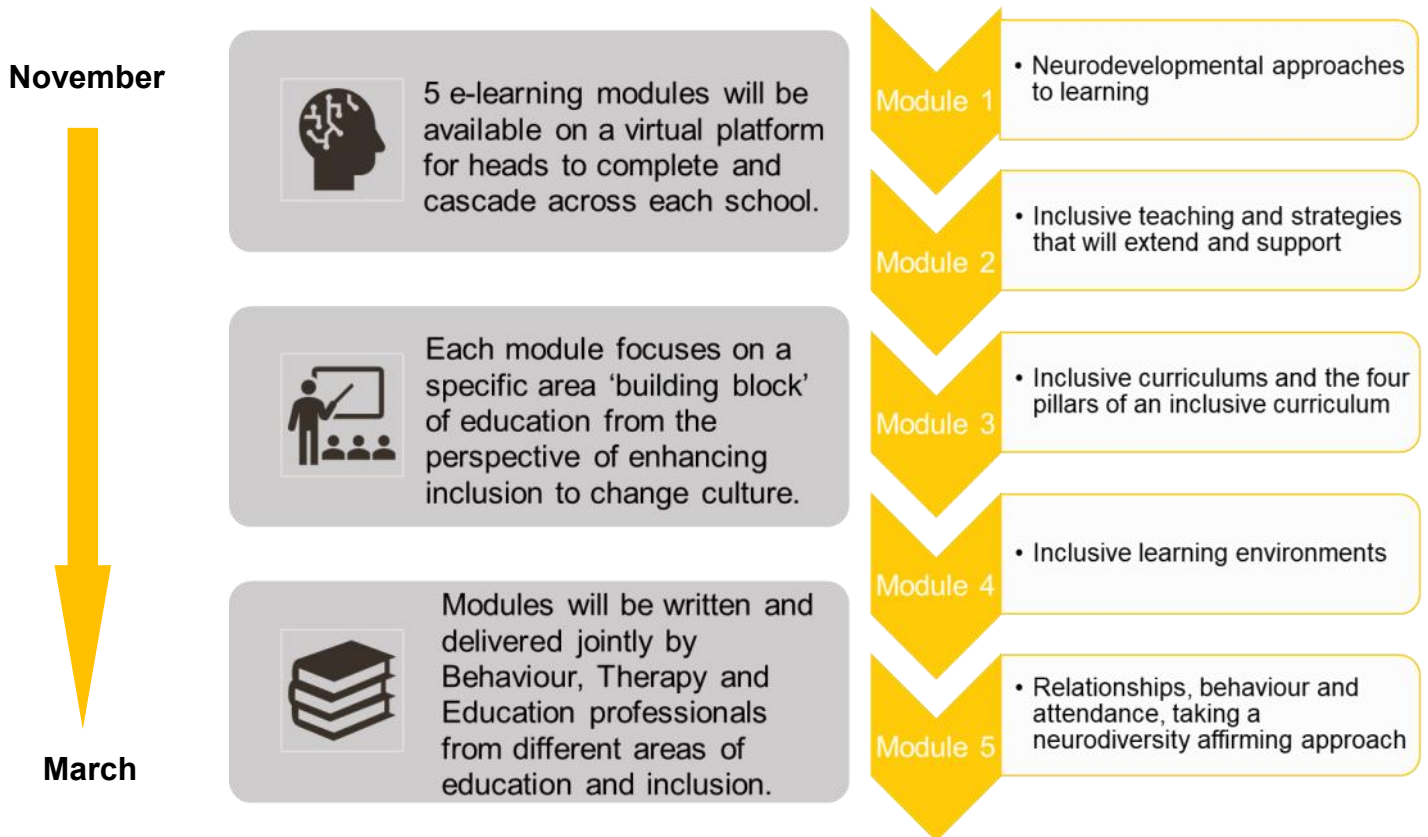 November
March
5 e-learning modules will be
available on a virtual platform
for heads to complete and
cascade across each school.
Each module focuses on a
specific area ‘building block’
of education from the
perspective of enhancing
inclusion to change culture.
Modules will be written and
delivered jointly by
Behaviour, Therapy and
Education professionals
from different areas of
education and inclusion.
Module 1
• Neurodevelopmental approaches
to learning
Module 2
• Inclusive teaching and strategies
that will extend and support
Module 3
• Inclusive curriculums and the four
pillars of an inclusive curriculum
Module 4
• Inclusive learning environments
Module 5
• Relationships, behaviour and
attendance, taking a
neurodiversity affirming approach